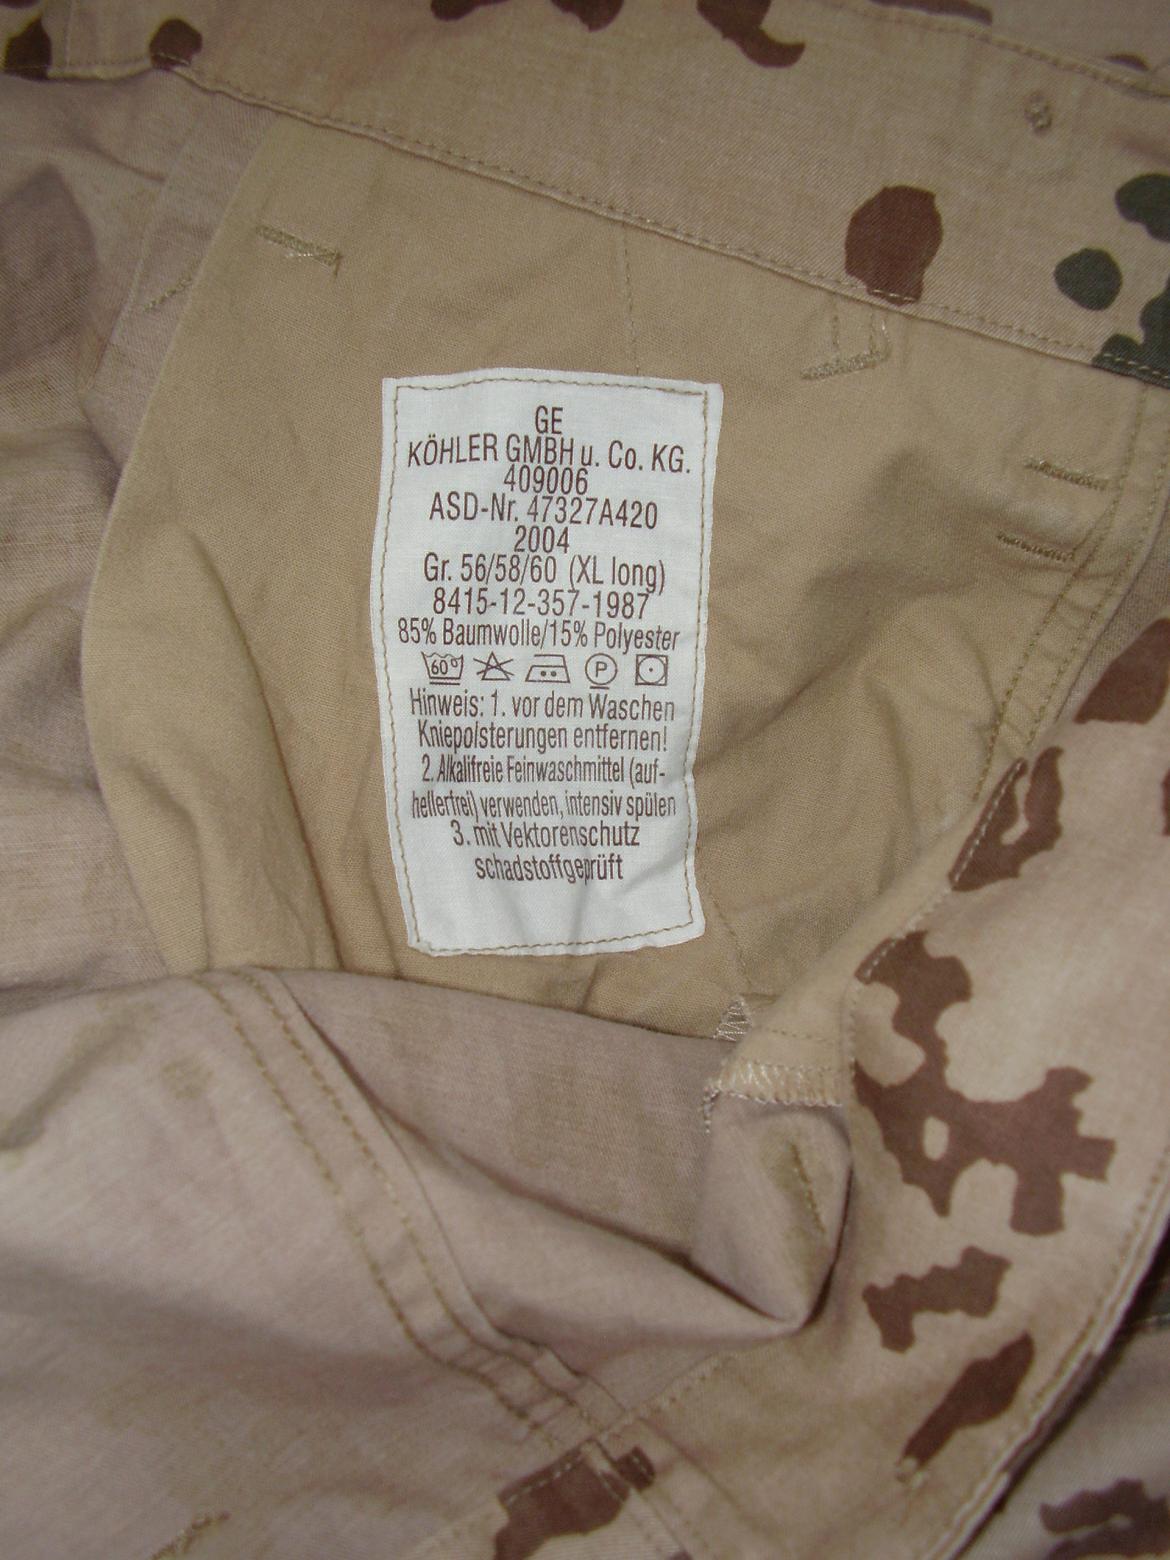 GE
KÖHLER GMBH u. Co. KG.
409006
ASD-Nr. 47327A420
2004
Gr. 56/58/60 (XL long)
8415-12-357-1987
85% Baumwolle/15% Polyester
60° P
Hinweis: 1. vor dem Waschen
Kniepolsterungen entfernen!
2. Alkalifreie Feinwaschmittel (auf-
hellerfrei) verwenden, intensiv spülen
3. mit Vektorenschutz
schadstoffgeprüft